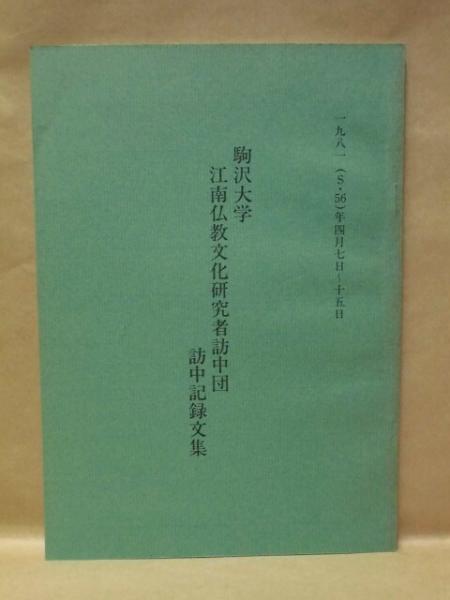 一九八一（S・56）年四月七日～十五日
駒沢大学
江南仏教文化研究者訪中団
訪中記録文集